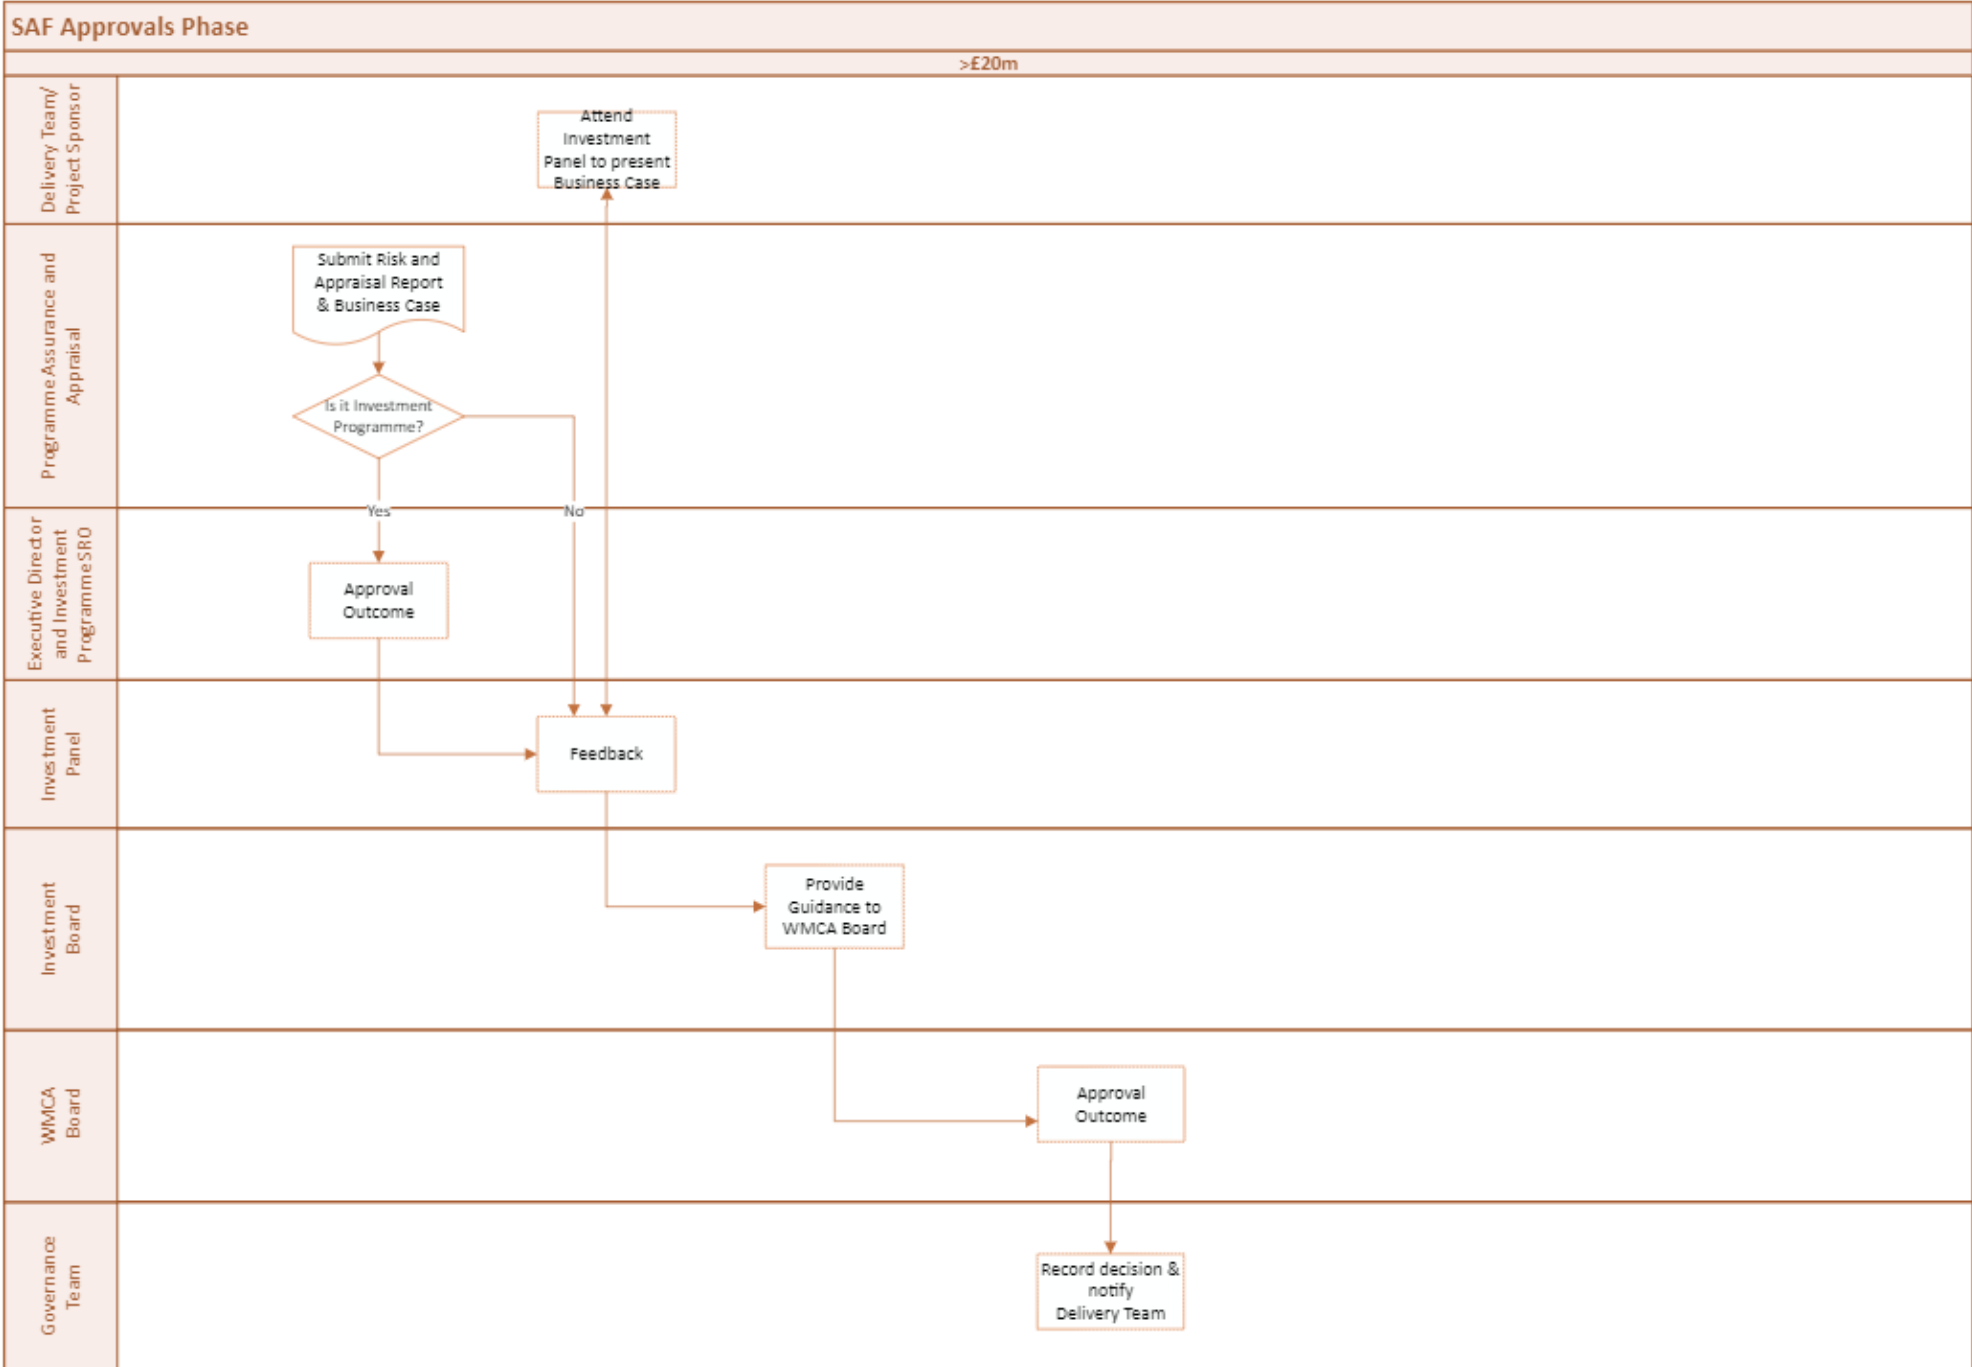 SAF Approvals Phase
>£20m
Delivery Team/
Project Sponsor
Attend
Investment
Panel to present
Business Case
Programme Assurance and
Appraisal
Submit Risk and
Appraisal Report
& Business Case
Is it Investment
Programme?
Yes
No
Executive Director
and Investment
Programme SRO
Approval
Outcome
Investment
Panel
Feedback
Investment
Board
Provide
Guidance to
WMCA Board
WMCA
Board
Approval
Outcome
Governance
Team
Record decision &
notify
Delivery Team